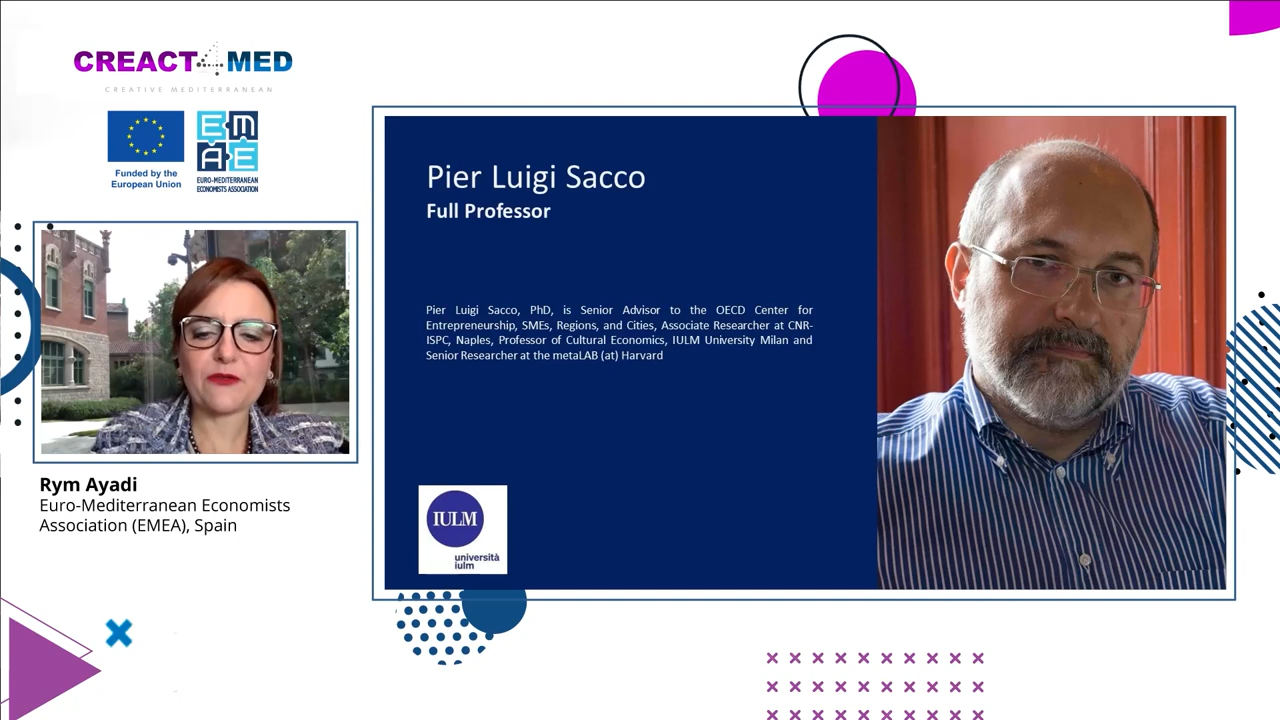 CREACT4MED
CREATIVE MEDITERRANEAN
Funded by the
European Union
EM
AE
EURO-MEDITERRANEAN
ECONOMISTS ASSOCIATION
Rym Ayadi
Euro-Mediterranean Economists
Association (EMEA), Spain
Pier Luigi Sacco
Full Professor
Pier Luigi Sacco, PhD, is Senior Advisor to the OECD Center for
Entrepreneurship, SMEs, Regions, and Cities, Associate Researcher at CNR-
ISPC, Naples, Professor of Cultural Economics, IULM University Milan and
Senior Researcher at the metaLAB (at) Harvard
IULM
università
iulm